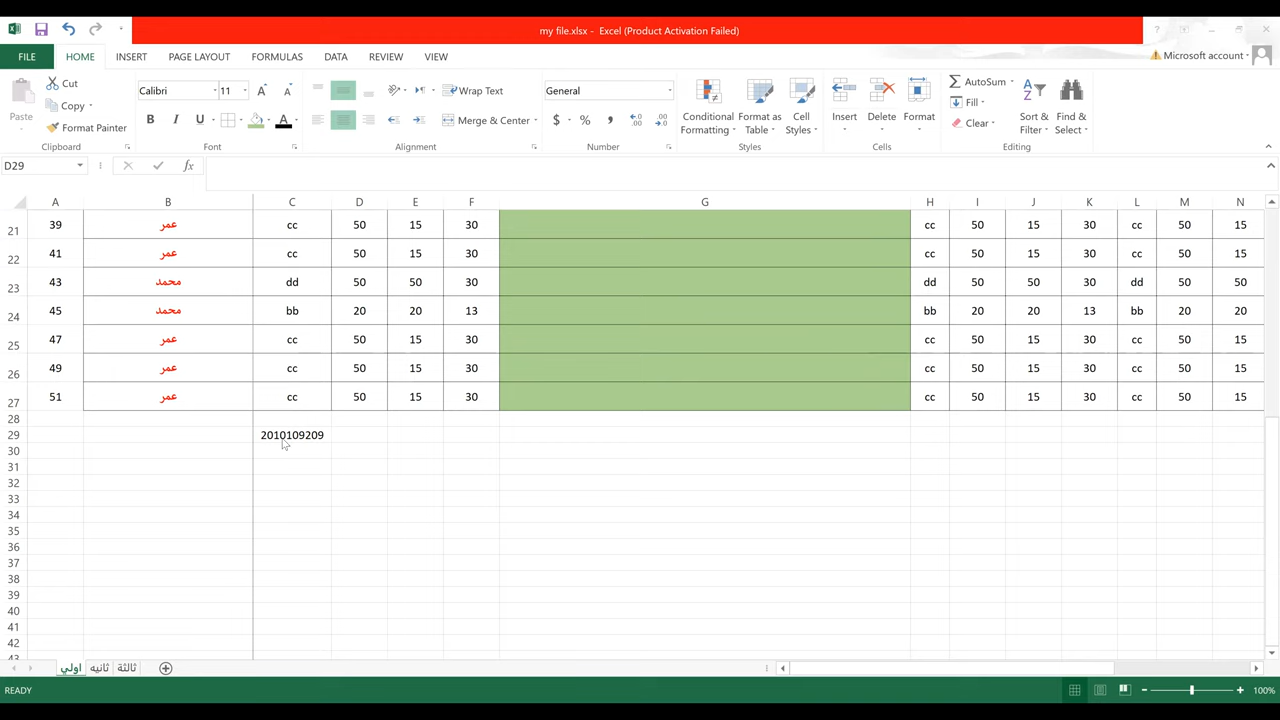 my file.xlsx - Excel (Product Activation Failed)
?
FILE HOME INSERT PAGE LAYOUT FORMULAS DATA REVIEW VIEW Microsoft account
Cut
Copy
Format Painter
Paste
Clipboard
Calibri 11 A A
B I U A
Font
Wrap Text
Merge & Center
Alignment
General
$ % , .00 .00
Number
Conditional Formatting
Format as Table
Cell Styles
Styles
Insert Delete Format
Cells
AutoSum
Fill
Clear
Sort & Filter
Find & Select
Editing
D29 fx
A B C D E F G H I J K L M N
21 39 عمر cc 50 15 30 cc 50 15 30 cc 50 15
22 41 عمر cc 50 15 30 cc 50 15 30 cc 50 15
23 43 محمد dd 50 50 30 dd 50 50 30 dd 50 50
24 45 محمد bb 20 20 13 bb 20 20 13 bb 20 20
25 47 عمر cc 50 15 30 cc 50 15 30 cc 50 15
26 49 عمر cc 50 15 30 cc 50 15 30 cc 50 15
27 51 عمر cc 50 15 30 cc 50 15 30 cc 50 15
28
29 2010109209
30
31
32
33
34
35
36
37
38
39
40
41
42
43
اولي ثانيه ثالثة
READY 100%